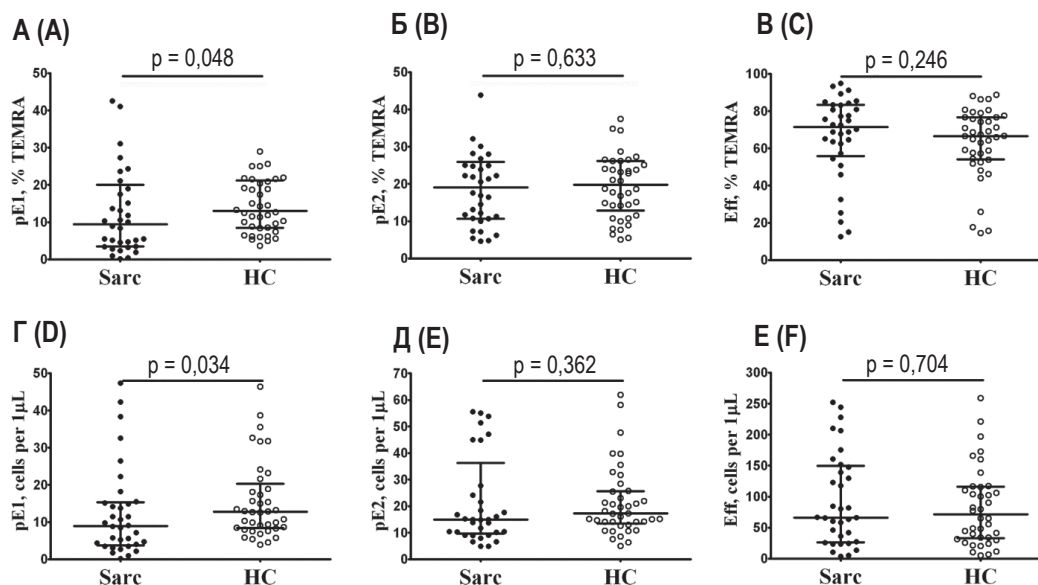 А (A)
p = 0,048
pE1, % TEMRA
50
40
30
20
10
0
Sarc HC
Б (B)
p = 0,633
pE2, % TEMRA
50
40
30
20
10
0
Sarc HC
В (C)
p = 0,246
Eff, % TEMRA
100
80
60
40
20
0
Sarc HC
Г (D)
p = 0,034
pE1, cells per 1µL
50
40
30
20
10
0
Sarc HC
Д (E)
p = 0,362
pE2, cells per 1µL
70
60
50
40
30
20
10
0
Sarc HC
Е (F)
p = 0,704
Eff, cells per 1µL
300
250
200
150
100
50
0
Sarc HC